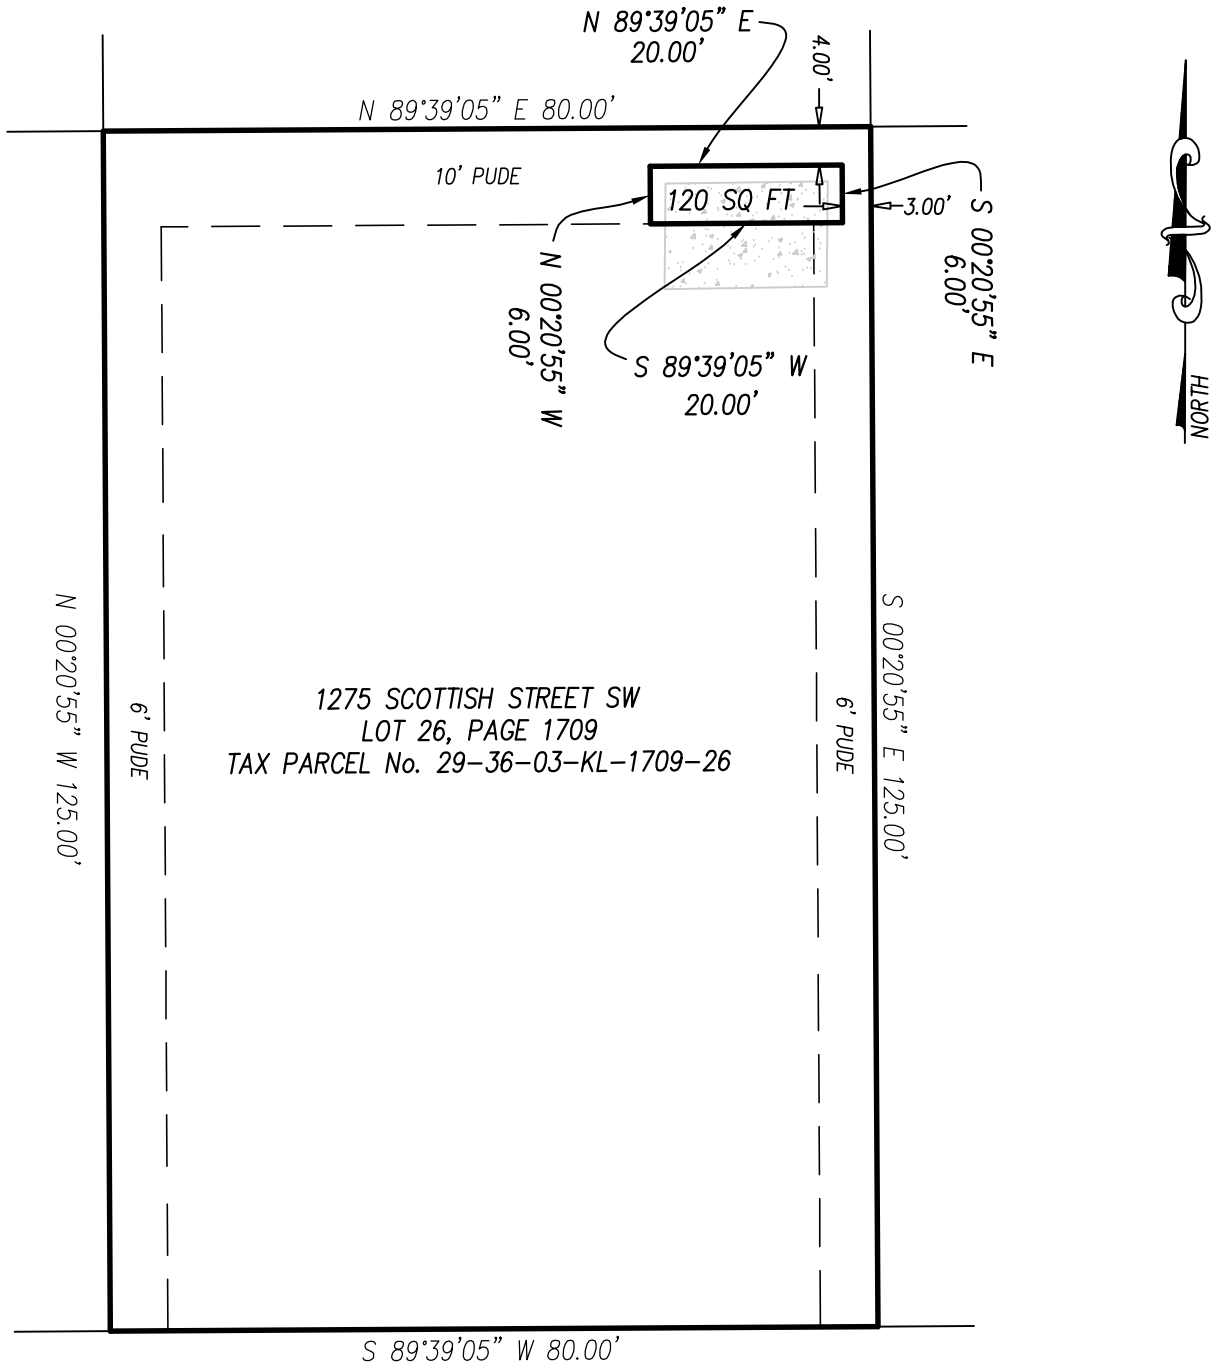 N 89°39'05" E
20.00'
4.00'
N 89°39'05" E 80.00'
10' PUDE
120 SQ FT
3.00'
S 00°20'55" E
6.00'
N 00°20'55" W
6.00'
S 89°39'05" W
20.00'
NORTH
N 00°20'55" W 125.00'
6' PUDE
1275 SCOTTISH STREET SW
LOT 26, PAGE 1709
TAX PARCEL No. 29-36-03-KL-1709-26
6' PUDE
S 00°20'55" E 125.00'
S 89°39'05" W 80.00'